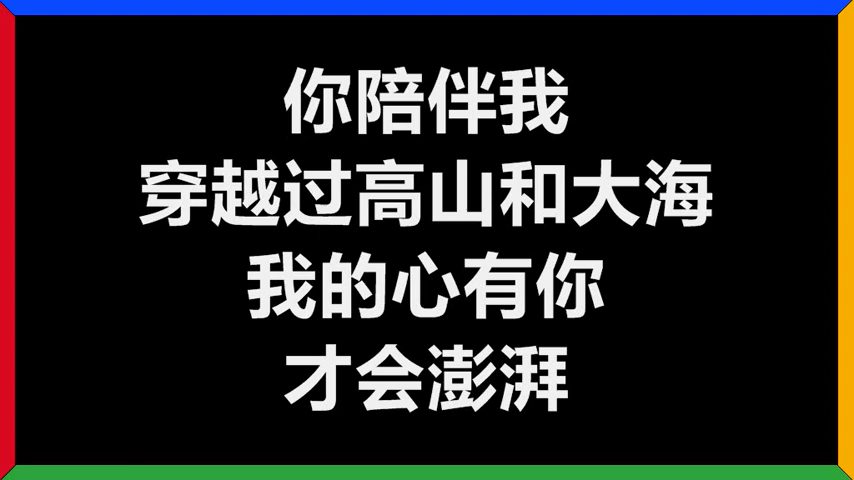 你陪伴我
穿越过高山和大海
我的心有你
才会澎湃